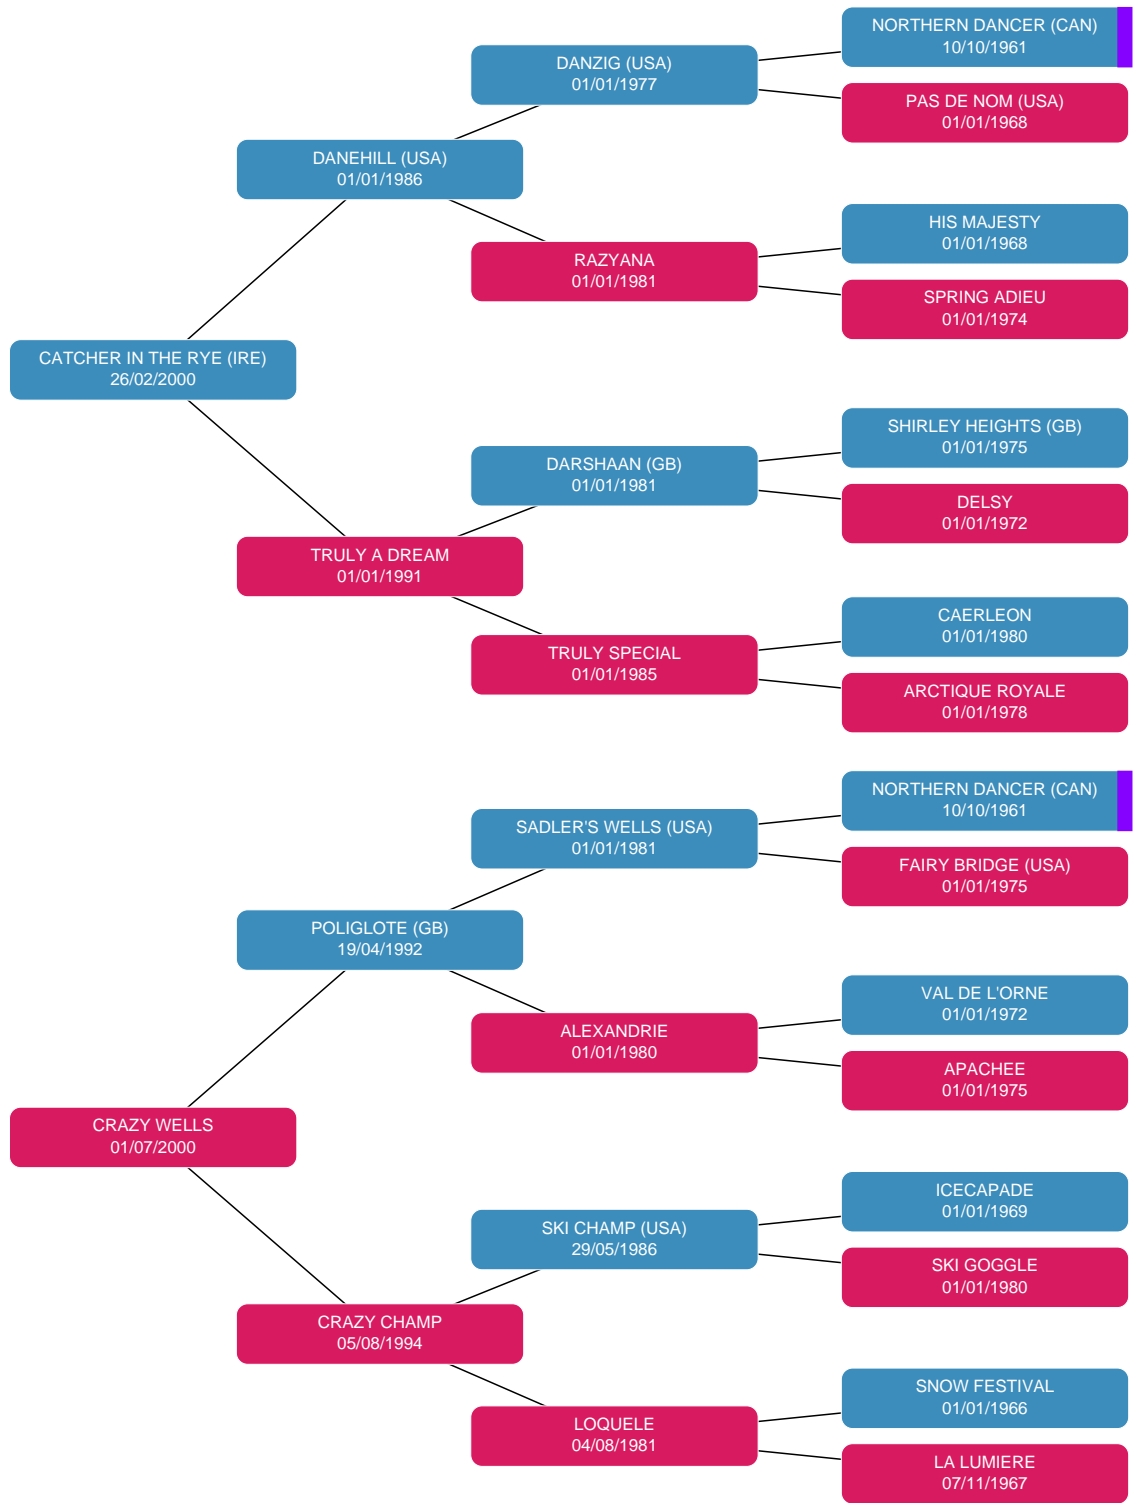 NORTHERN DANCER (CAN)
10/10/1961
DANZIG (USA)
01/01/1977
PAS DE NOM (USA)
01/01/1968
DANEHILL (USA)
01/01/1986
HIS MAJESTY
01/01/1968
RAZYANA
01/01/1981
SPRING ADIEU
01/01/1974
CATCHER IN THE RYE (IRE)
26/02/2000
SHIRLEY HEIGHTS (GB)
01/01/1975
DARSHAAN (GB)
01/01/1981
DELSY
01/01/1972
TRULY A DREAM
01/01/1991
CAERLEON
01/01/1980
TRULY SPECIAL
01/01/1985
ARCTIQUE ROYALE
01/01/1978
NORTHERN DANCER (CAN)
10/10/1961
SADLER'S WELLS (USA)
01/01/1981
FAIRY BRIDGE (USA)
01/01/1975
POLIGLOTE (GB)
19/04/1992
VAL DE L'ORNE
01/01/1972
ALEXANDRIE
01/01/1980
APACHEE
01/01/1975
CRAZY WELLS
01/07/2000
ICECAPADE
01/01/1969
SKI CHAMP (USA)
29/05/1986
SKI GOGGLE
01/01/1980
CRAZY CHAMP
05/08/1994
SNOW FESTIVAL
01/01/1966
LOQUELE
04/08/1981
LA LUMIERE
07/11/1967